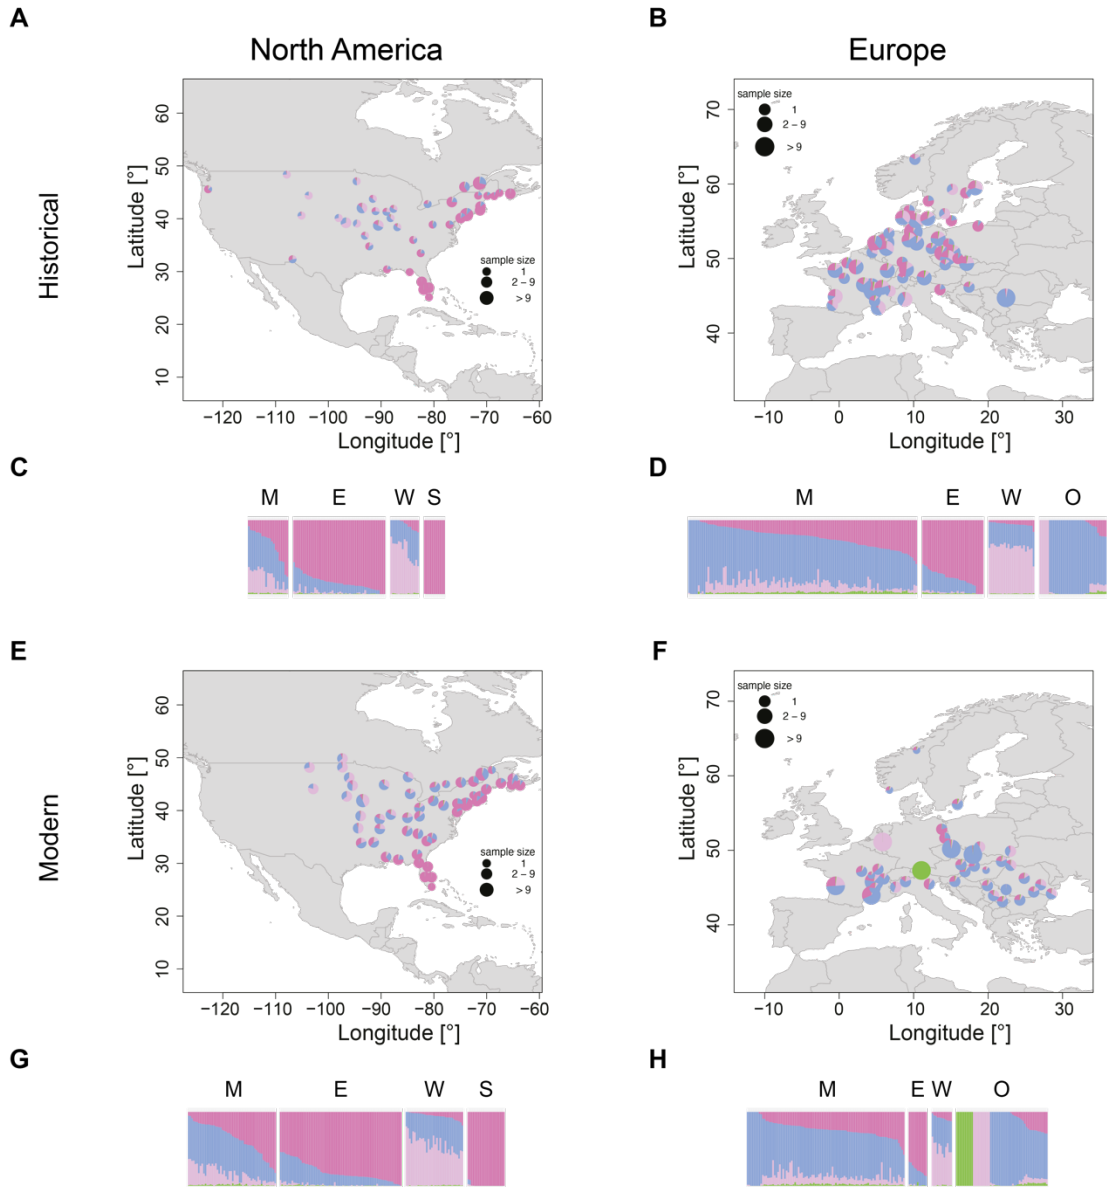 A
B
North America
Europe
Historical
Latitude [°]
60
50
40
30
20
10
sample size
1
2 – 9
> 9
−120 −110 −100 −90 −80 −70 −60
Longitude [°]
Latitude [°]
70
60
50
40
sample size
1
2 – 9
> 9
−10 0 10 20 30
Longitude [°]
C
D
M E W S
M E W O
E
F
Modern
Latitude [°]
60
50
40
30
20
10
sample size
1
2 – 9
> 9
−120 −110 −100 −90 −80 −70 −60
Longitude [°]
Latitude [°]
70
60
50
40
sample size
1
2 – 9
> 9
−10 0 10 20 30
Longitude [°]
G
H
M E W S
M E W O